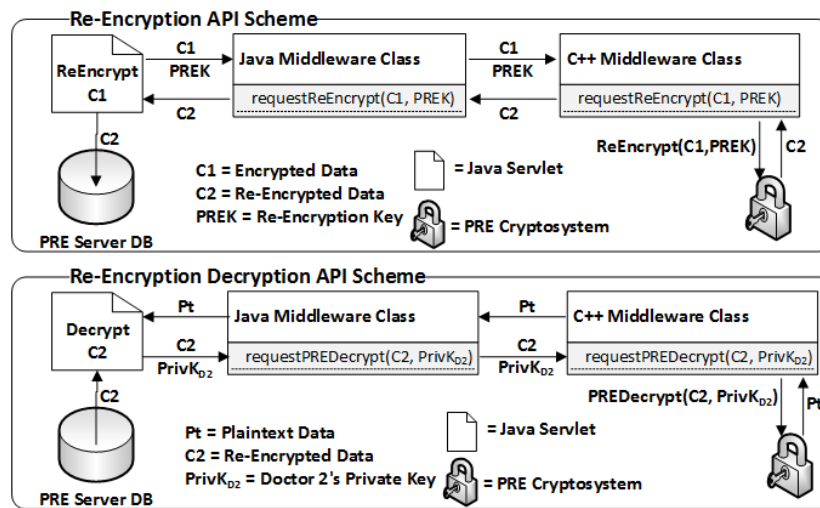 Re-Encryption API Scheme
ReEncrypt
C1
C1
PREK
C2
Java Middleware Class
requestReEncrypt(C1, PREK)
C1
PREK
C2
C++ Middleware Class
requestReEncrypt(C1, PREK)
C2
ReEncrypt(C1,PREK)
C2
PRE Server DB
C1 = Encrypted Data
C2 = Re-Encrypted Data
PREK = Re-Encryption Key
= Java Servlet
= PRE Cryptosystem
Re-Encryption Decryption API Scheme
Decrypt
C2
Pt
C2
PrivKD2
Java Middleware Class
requestPREDecrypt(C2, PrivKD2)
Pt
C2
PrivKD2
C++ Middleware Class
requestPREDecrypt(C2, PrivKD2)
C2
PREDecrypt(C2, PrivKD2)
Pt
PRE Server DB
Pt = Plaintext Data
C2 = Re-Encrypted Data
PrivKD2 = Doctor 2's Private Key
= Java Servlet
= PRE Cryptosystem